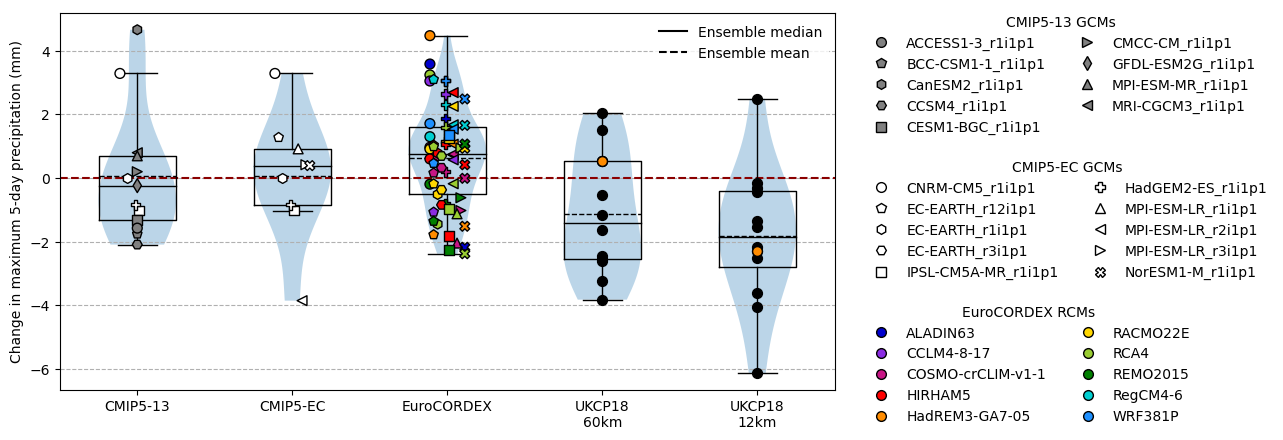 Change in maximum 5-day precipitation (mm)
4
2
0
−2
−4
−6
Ensemble median
Ensemble mean
CMIP5-13
CMIP5-EC
EuroCORDEX
UKCP18
60km
UKCP18
12km
CMIP5-13 GCMs
ACCESS1-3_r1i1p1
BCC-CSM1-1_r1i1p1
CanESM2_r1i1p1
CCSM4_r1i1p1
CESM1-BGC_r1i1p1
CMCC-CM_r1i1p1
GFDL-ESM2G_r1i1p1
MPI-ESM-MR_r1i1p1
MRI-CGCM3_r1i1p1
CMIP5-EC GCMs
CNRM-CM5_r1i1p1
EC-EARTH_r12i1p1
EC-EARTH_r1i1p1
EC-EARTH_r3i1p1
IPSL-CM5A-MR_r1i1p1
HadGEM2-ES_r1i1p1
MPI-ESM-LR_r1i1p1
MPI-ESM-LR_r2i1p1
MPI-ESM-LR_r3i1p1
NorESM1-M_r1i1p1
EuroCORDEX RCMs
ALADIN63
CCLM4-8-17
COSMO-crCLIM-v1-1
HIRHAM5
HadREM3-GA7-05
RACMO22E
RCA4
REMO2015
RegCM4-6
WRF381P